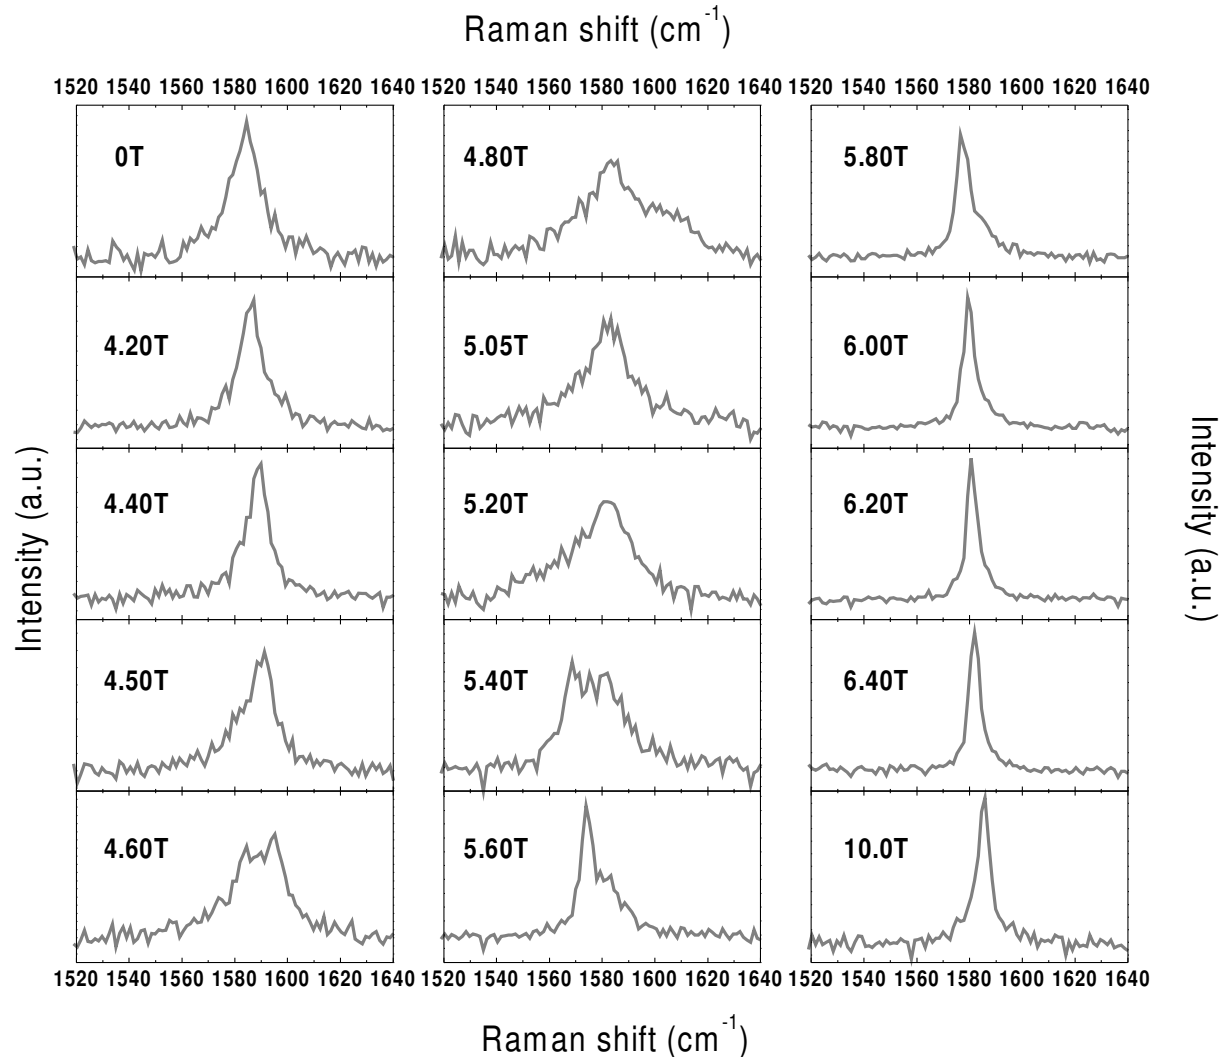 Raman shift (cm-1)
1520 1540 1560 1580 1600 1620 1640 1520 1540 1560 1580 1600 1620 1640 1520 1540 1560 1580 1600 1620 1640
0T 4.80T 5.80T
4.20T 5.05T 6.00T
4.40T 5.20T 6.20T
4.50T 5.40T 6.40T
4.60T 5.60T 10.0T
Intensity (a.u.)
Intensity (a.u.)
1520 1540 1560 1580 1600 1620 1640 1520 1540 1560 1580 1600 1620 1640 1520 1540 1560 1580 1600 1620 1640
Raman shift (cm-1)